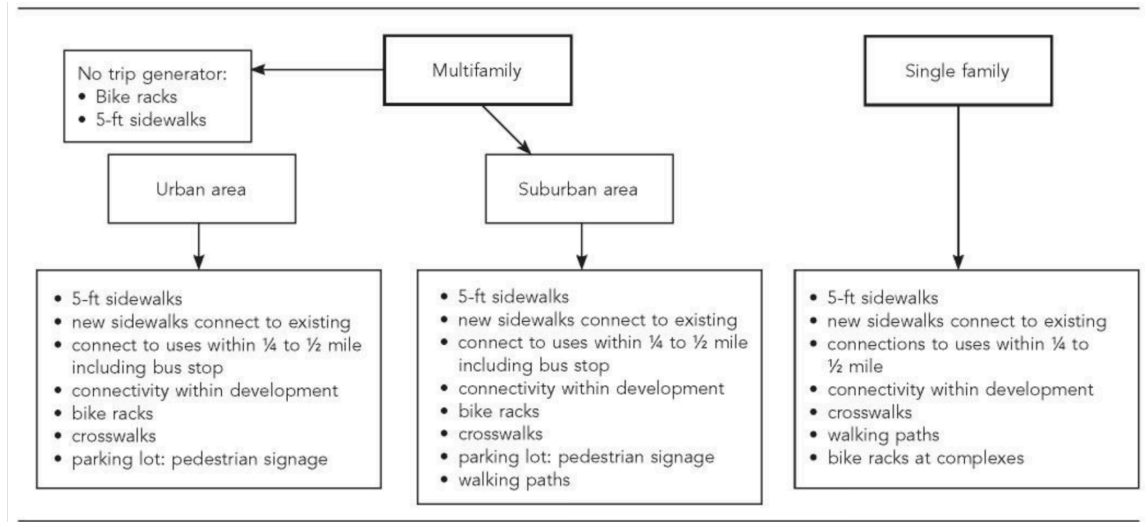 Multifamily
Single family
No trip generator:
• Bike racks
• 5-ft sidewalks
Urban area
Suburban area
• 5-ft sidewalks
• new sidewalks connect to existing
• connect to uses within ¼ to ½ mile
including bus stop
• connectivity within development
• bike racks
• crosswalks
• parking lot: pedestrian signage
• 5-ft sidewalks
• new sidewalks connect to existing
• connect to uses within ¼ to ½ mile
including bus stop
• connectivity within development
• bike racks
• crosswalks
• parking lot: pedestrian signage
• walking paths
• 5-ft sidewalks
• new sidewalks connect to existing
• connections to uses within ¼ to
½ mile
• connectivity within development
• crosswalks
• walking paths
• bike racks at complexes